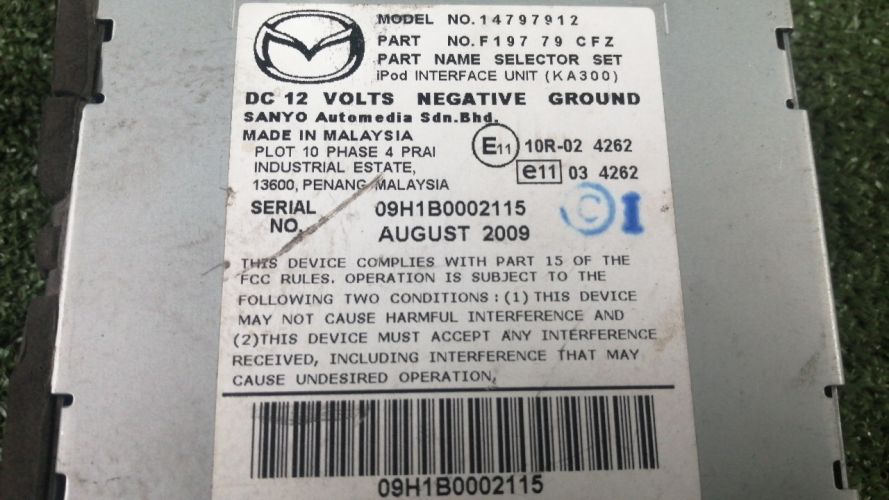 MODEL NO.14797912
PART NO.F197 79 CFZ
PART NAME SELECTOR SET
iPod INTERFACE UNIT (KA300)
DC 12 VOLTS NEGATIVE GROUND
SANYO Automedia Sdn.Bhd.
MADE IN MALAYSIA
PLOT 10 PHASE 4 PRAI
INDUSTRIAL ESTATE,
13600, PENANG MALAYSIA
E11 10R-02 4262
e11 03 4262
SERIAL NO. 09H1B0002115
AUGUST 2009
C I
THIS DEVICE COMPLIES WITH PART 15 OF THE
FCC RULES. OPERATION IS SUBJECT TO THE
FOLLOWING TWO CONDITIONS : (1) THIS DEVICE
MAY NOT CAUSE HARMFUL INTERFERENCE AND
(2)THIS DEVICE MUST ACCEPT ANY INTERFERENCE
RECEIVED, INCLUDING INTERFERENCE THAT MAY
CAUSE UNDESIRED OPERATION,
09H1B0002115